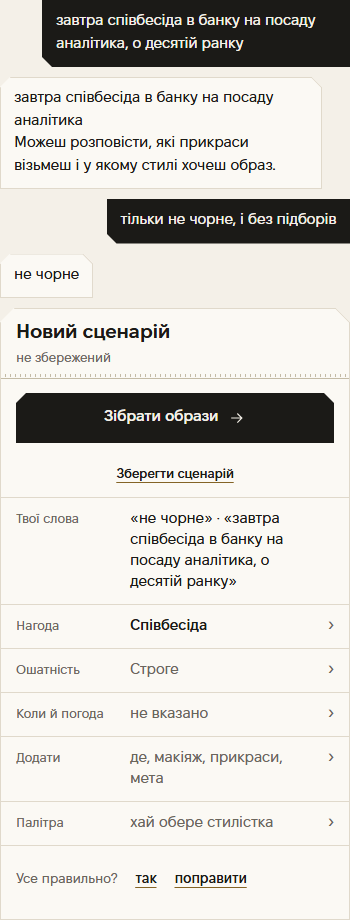 завтра співбесіда в банку на посаду
аналітика, о десятій ранку
завтра співбесіда в банку на посаду
аналітика
Можеш розповісти, які прикраси
візьмеш і у якому стилі хочеш образ.
тільки не чорне, і без підборів
не чорне
Новий сценарій
не збережений
Зібрати образи →
Зберегти сценарій
Твої слова «не чорне» · «завтра
співбесіда в банку на
посаду аналітика, о
десятій ранку»
Нагода Співбесіда ›
Ошатність Строге ›
Коли й погода не вказано ›
Додати де, макіяж, прикраси, ›
мета
Палітра хай обере стилістка ›
Усе правильно? так поправити